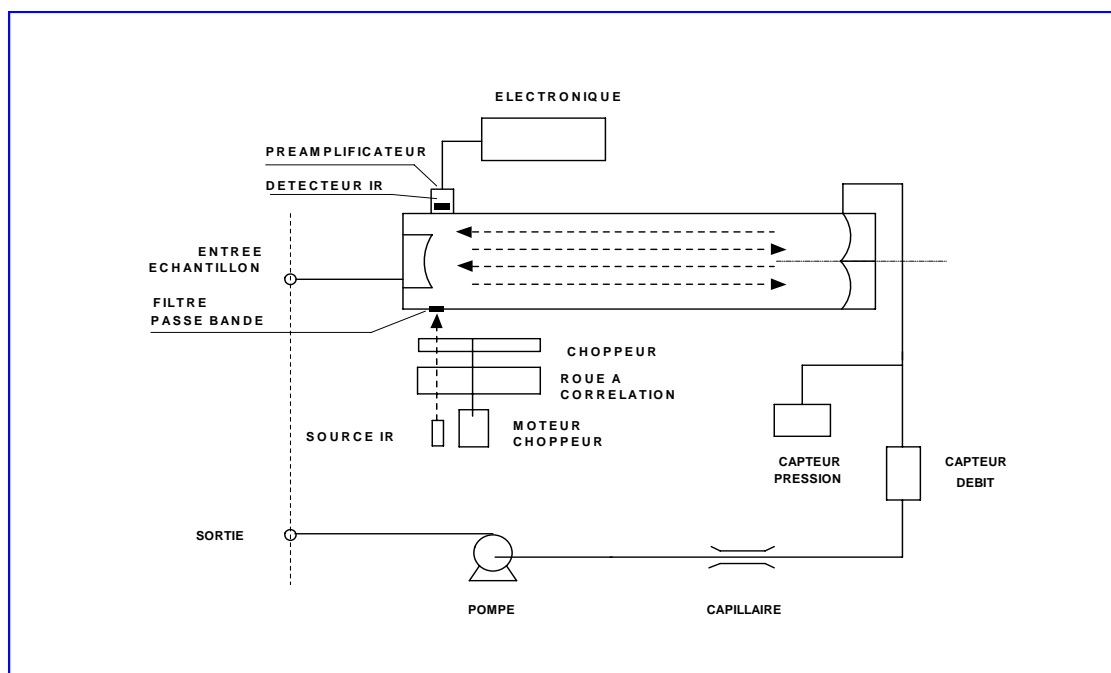 ELECTRONIQUE
PREAMPLIFICATEUR
DETECTEUR IR
ENTREE
ECHANTILLON
FILTRE
PASSE BANDE
CHOPPEUR
ROUE A
CORRELATION
MOTEUR
CHOPPEUR
SOURCE IR
CAPTEUR
PRESSION
CAPTEUR
DEBIT
SORTIE
POMPE
CAPILLAIRE